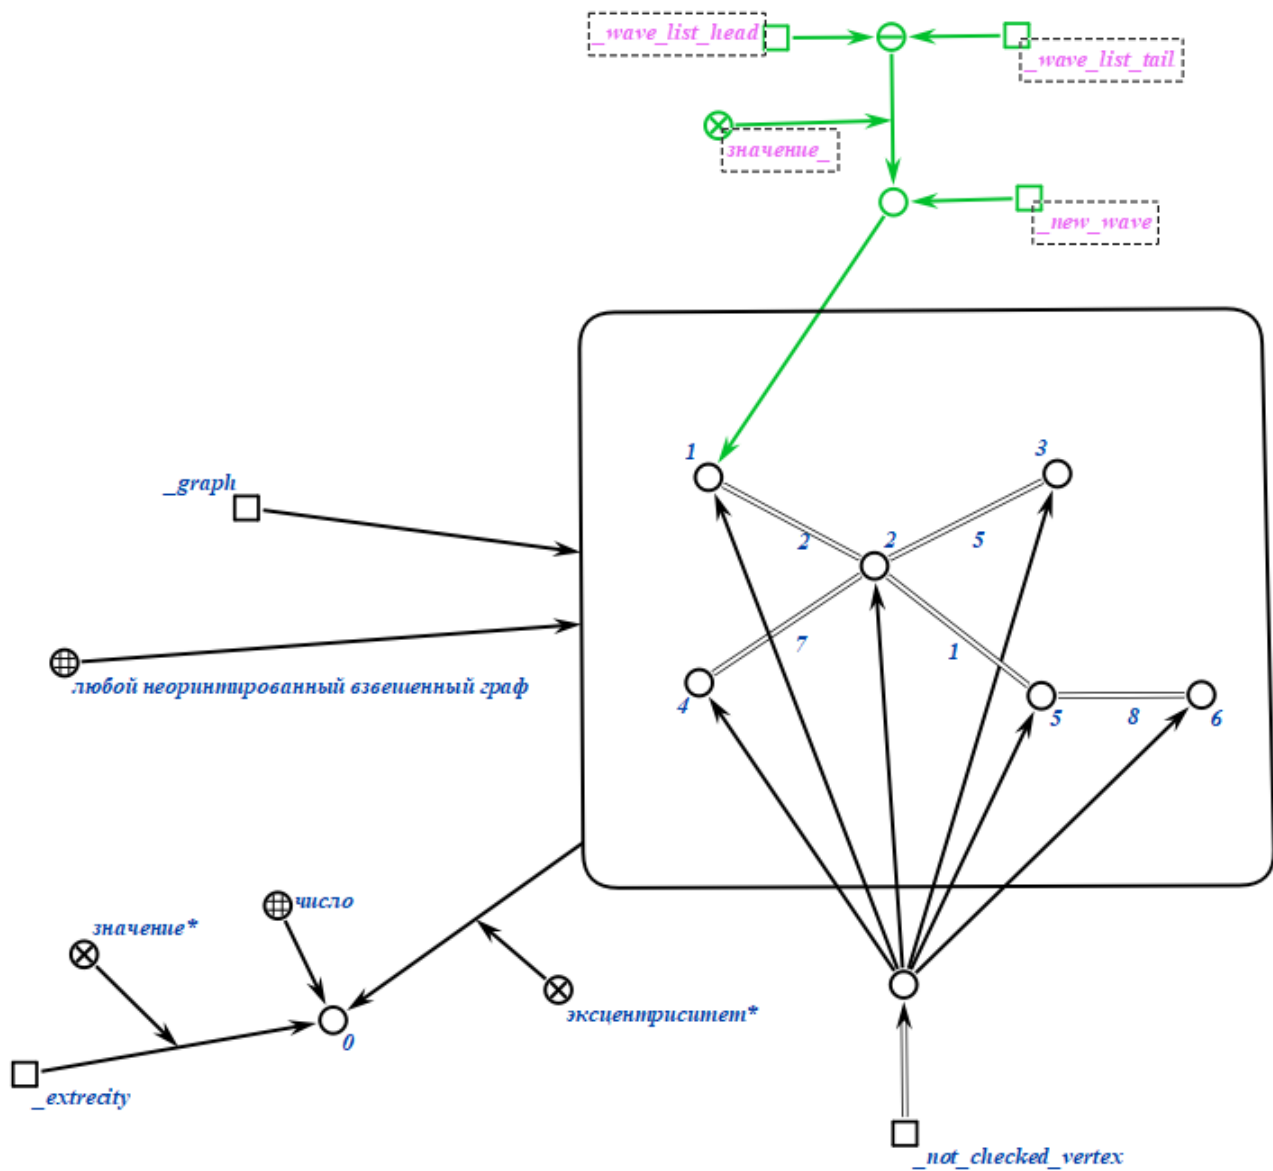 _wave_list_head
_wave_list_tail
значение_
_new_wave
1
3
_graph
2
2
5
7
1
любой неоринтированный взвешенный граф
4
5
8
6
число
значение*
эксцентриситет*
0
_extrecity
_not_checked_vertex